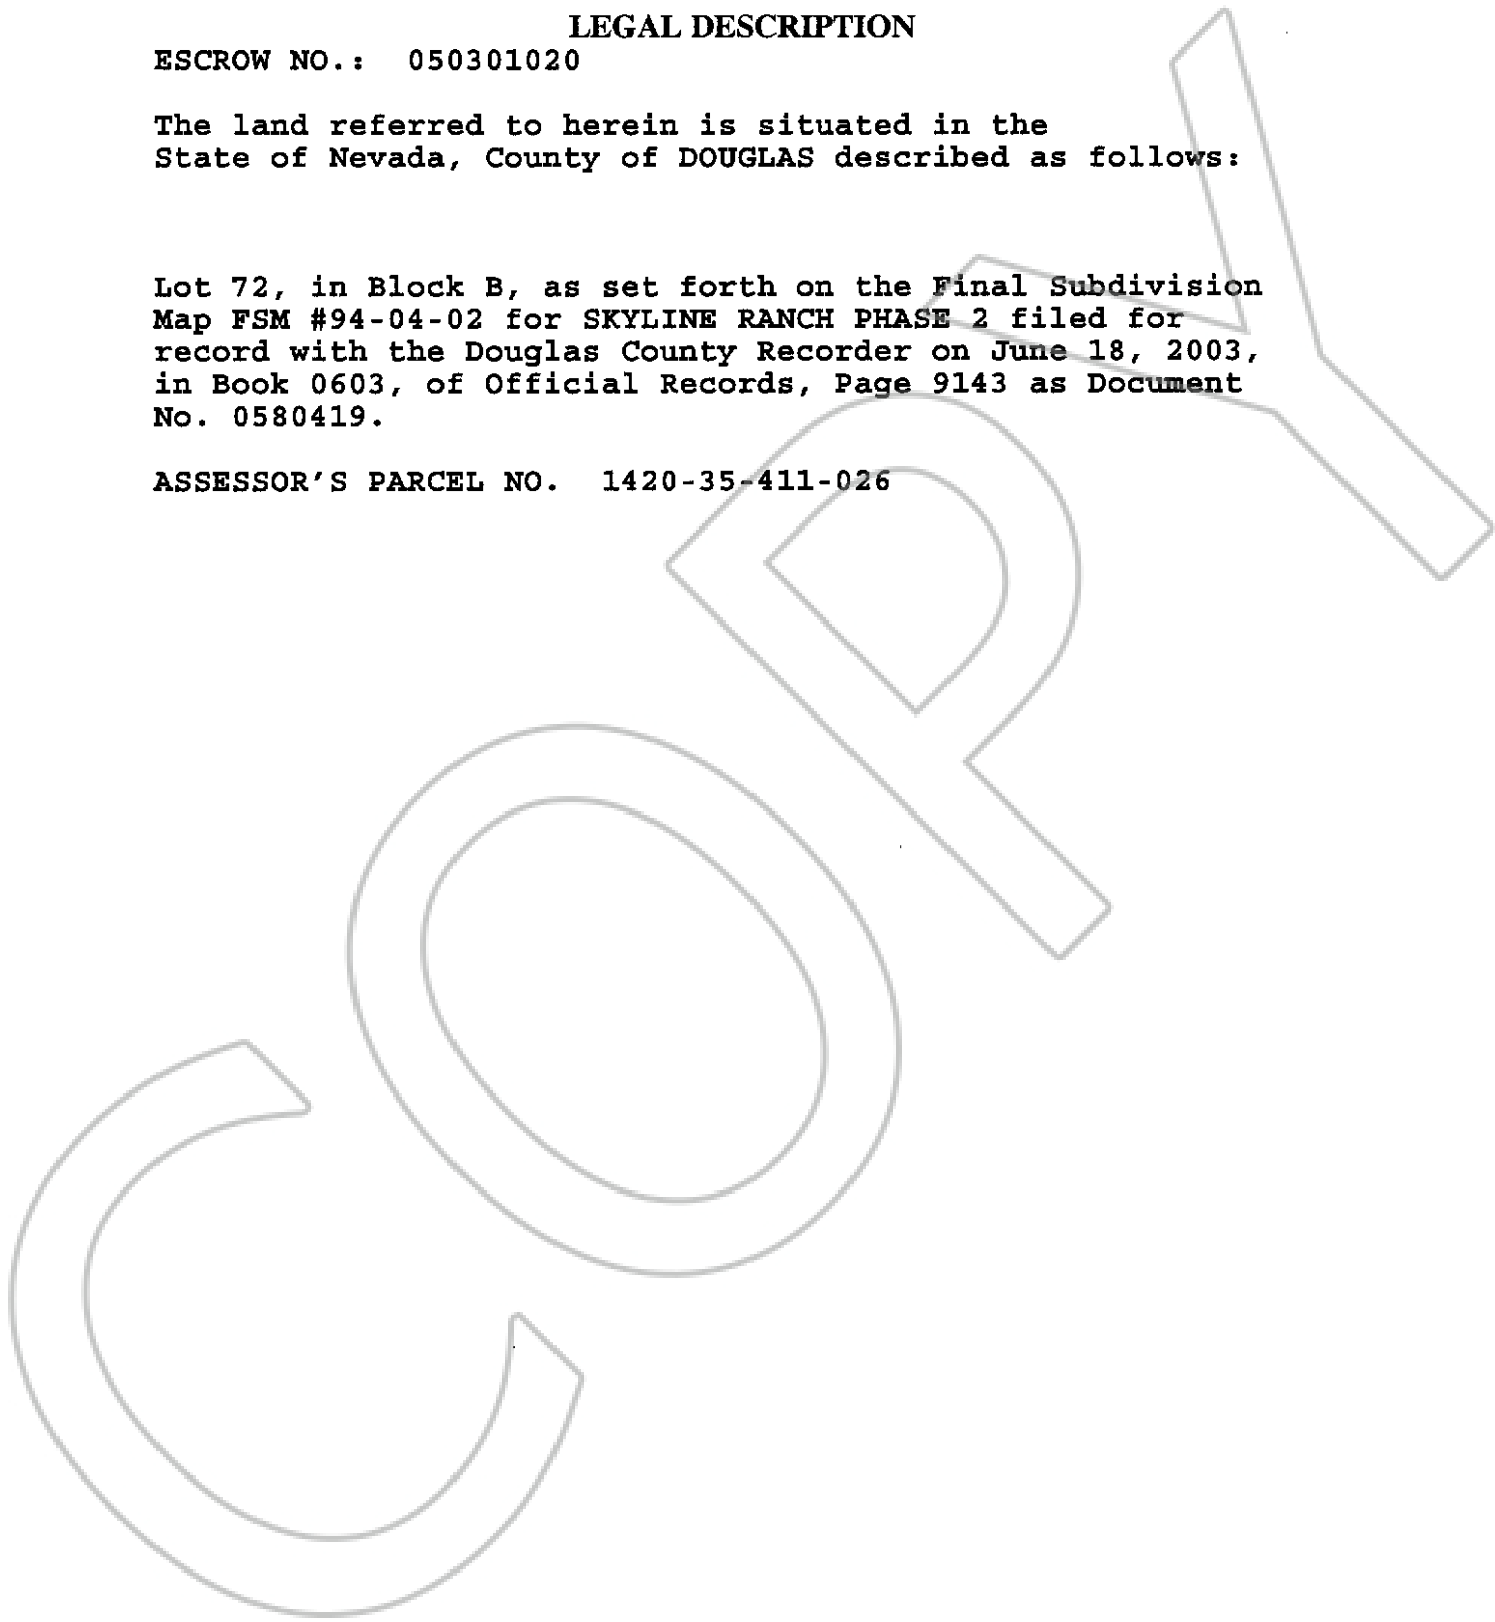 LEGAL DESCRIPTION
ESCROW NO.: 050301020
The land referred to herein is situated in the
State of Nevada, County of DOUGLAS described as follows:
Lot 72, in Block B, as set forth on the Final Subdivision
Map FSM #94-04-02 for SKYLINE RANCH PHASE 2 filed for
record with the Douglas County Recorder on June 18, 2003,
in Book 0603, of Official Records, Page 9143 as Document
No. 0580419.
ASSESSOR'S PARCEL NO. 1420-35-411-026
COPY